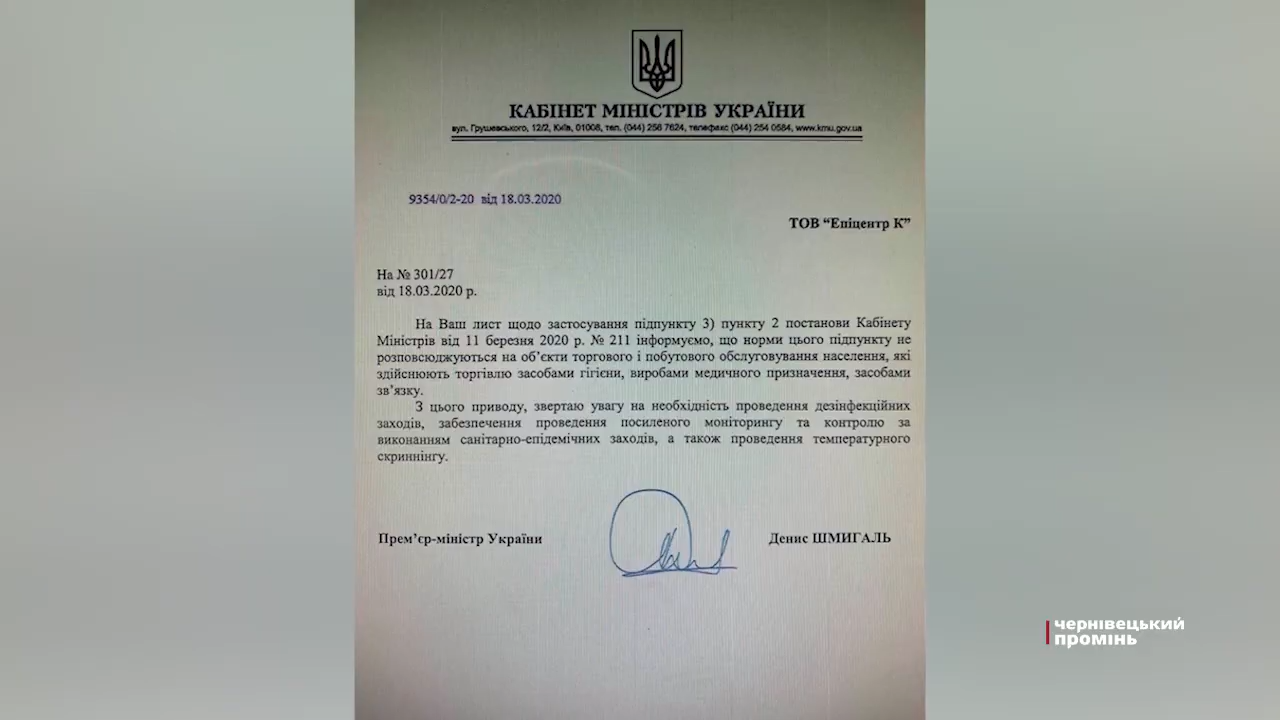 КАБІНЕТ МІНІСТРІВ УКРАЇНИ
вул. Грушевського, 12/2, Київ, 01008, тел. (044) 256 7624, телефакс (044) 254 0584, www.kmu.gov.ua
9354/0/2-20 від 18.03.2020
ТОВ “Епіцентр К”
На № 301/27
від 18.03.2020 р.
На Ваш лист щодо застосування підпункту 3) пункту 2 постанови Кабінету
Міністрів від 11 березня 2020 р. № 211 інформуємо, що норми цього підпункту не
розповсюджуються на об’єкти торгового і побутового обслуговування населення, які
здійснюють торгівлю засобами гігієни, виробами медичного призначення, засобами
зв’язку.
З цього приводу, звертаю увагу на необхідність проведення дезінфекційних
заходів, забезпечення проведення посиленого моніторингу та контролю за
виконанням санітарно-епідемічних заходів, а також проведення температурного
скриннінгу.
Прем’єр-міністр України
Денис ШМИГАЛЬ
чернівецький
промінь